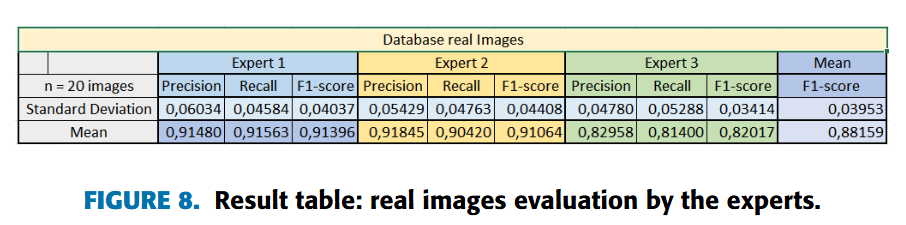 Database real Images
Expert 1 Expert 2 Expert 3 Mean
n = 20 images Precision Recall F1-score Precision Recall F1-score Precision Recall F1-score F1-score
Standard Deviation 0,06034 0,04584 0,04037 0,05429 0,04763 0,04408 0,04780 0,05288 0,03414 0,03953
Mean 0,91480 0,91563 0,91396 0,91845 0,90420 0,91064 0,82958 0,81400 0,82017 0,88159
FIGURE 8. Result table: real images evaluation by the experts.